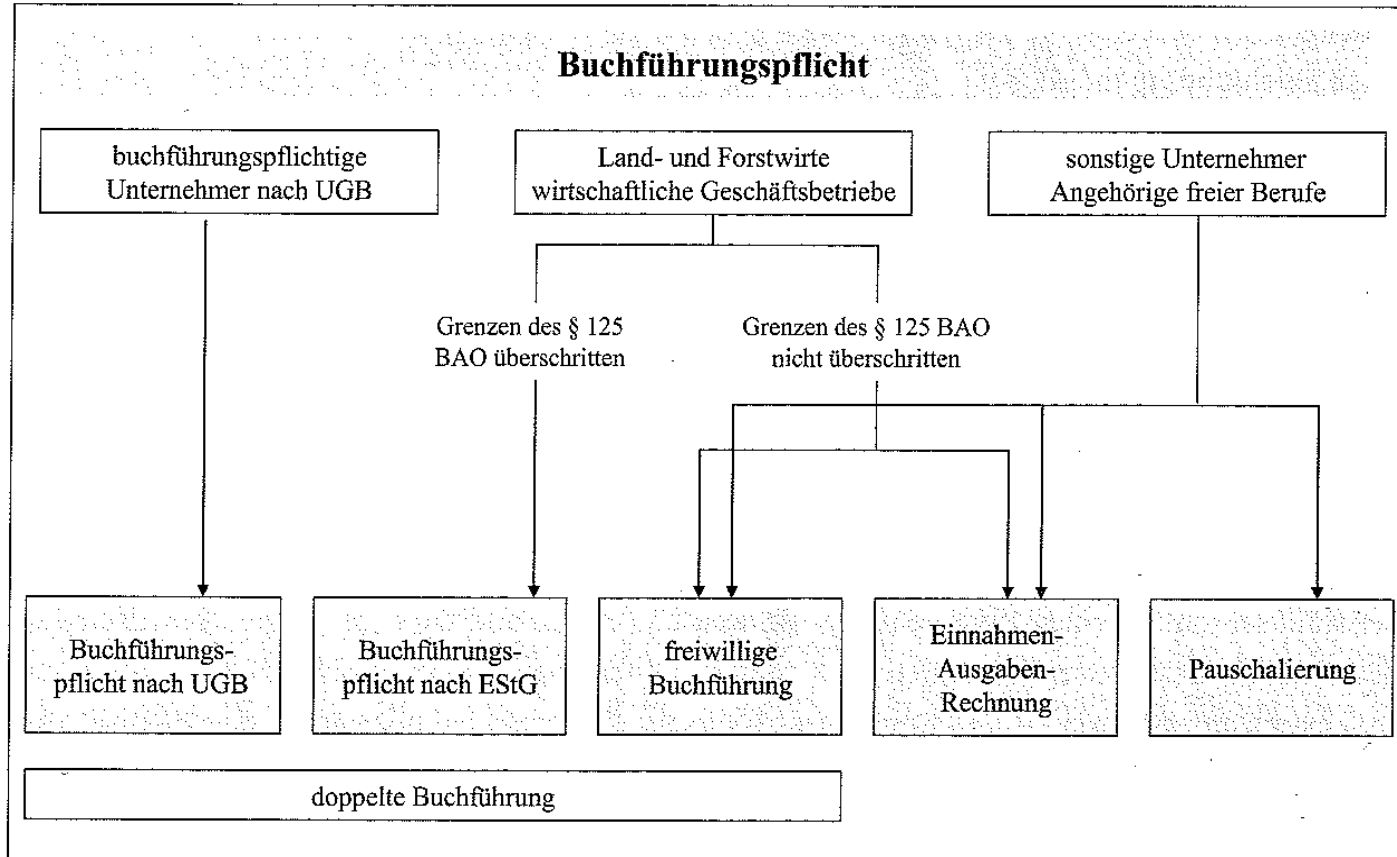 Buchführungspflicht
buchführungspflichtige
Unternehmer nach UGB
Land- und Forstwirte
wirtschaftliche Geschäftsbetriebe
sonstige Unternehmer
Angehörige freier Berufe
Grenzen des § 125
BAO überschritten
Grenzen des § 125 BAO
nicht überschritten
Buchführungs-
pflicht nach UGB
Buchführungs-
pflicht nach EStG
freiwillige
Buchführung
Einnahmen-
Ausgaben-
Rechnung
Pauschalierung
doppelte Buchführung